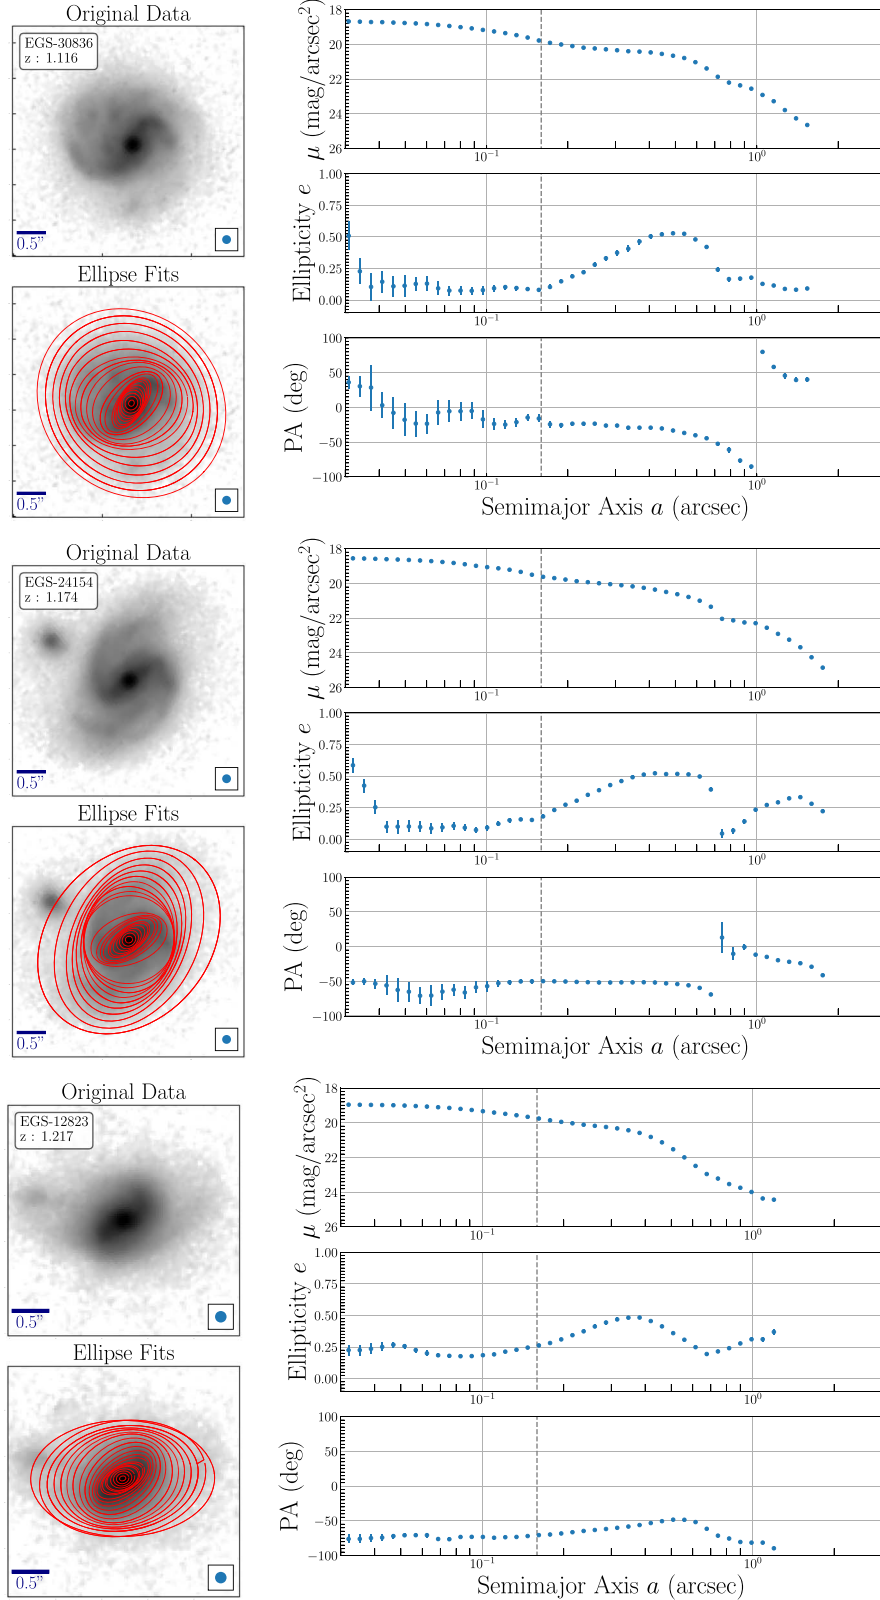 Original Data
EGS-30836
z : 1.116
0.5"
Ellipse Fits
0.5"
18
20
22
24
26
μ (mag/arcsec²)
10⁻¹
10⁰
1.00
0.75
0.50
0.25
0.00
Ellipticity e
10⁻¹
10⁰
100
50
0
−50
−100
PA (deg)
10⁻¹
10⁰
Semimajor Axis a (arcsec)
Original Data
EGS-24154
z : 1.174
0.5"
Ellipse Fits
0.5"
18
20
22
24
26
μ (mag/arcsec²)
10⁻¹
10⁰
1.00
0.75
0.50
0.25
0.00
Ellipticity e
10⁻¹
10⁰
100
50
0
−50
−100
PA (deg)
10⁻¹
10⁰
Semimajor Axis a (arcsec)
Original Data
EGS-12823
z : 1.217
0.5"
Ellipse Fits
0.5"
18
20
22
24
26
μ (mag/arcsec²)
10⁻¹
10⁰
1.00
0.75
0.50
0.25
0.00
Ellipticity e
10⁻¹
10⁰
100
50
0
−50
−100
PA (deg)
10⁻¹
10⁰
Semimajor Axis a (arcsec)